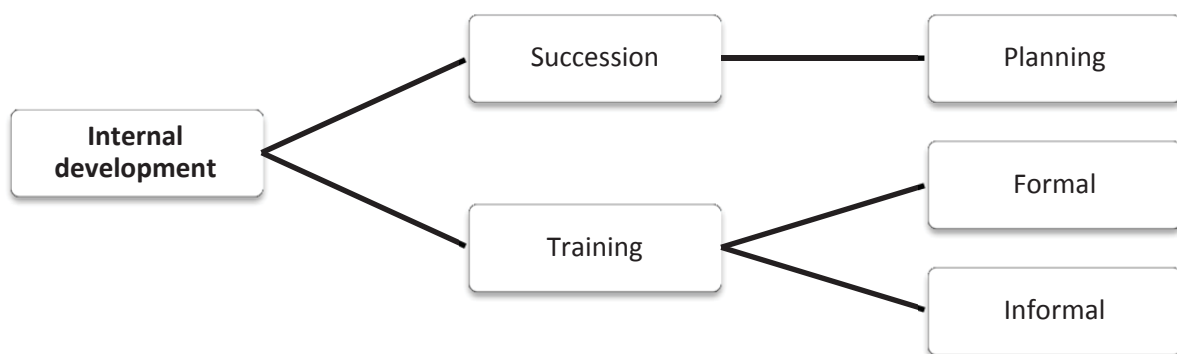 Succession
Planning
Internal
development
Formal
Training
Informal